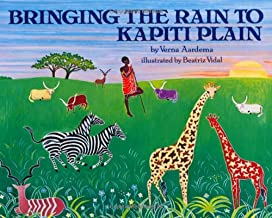 BRINGING THE RAIN TO
KAPITI PLAIN
by Verna Aardema
illustrated by Beatriz Vidal